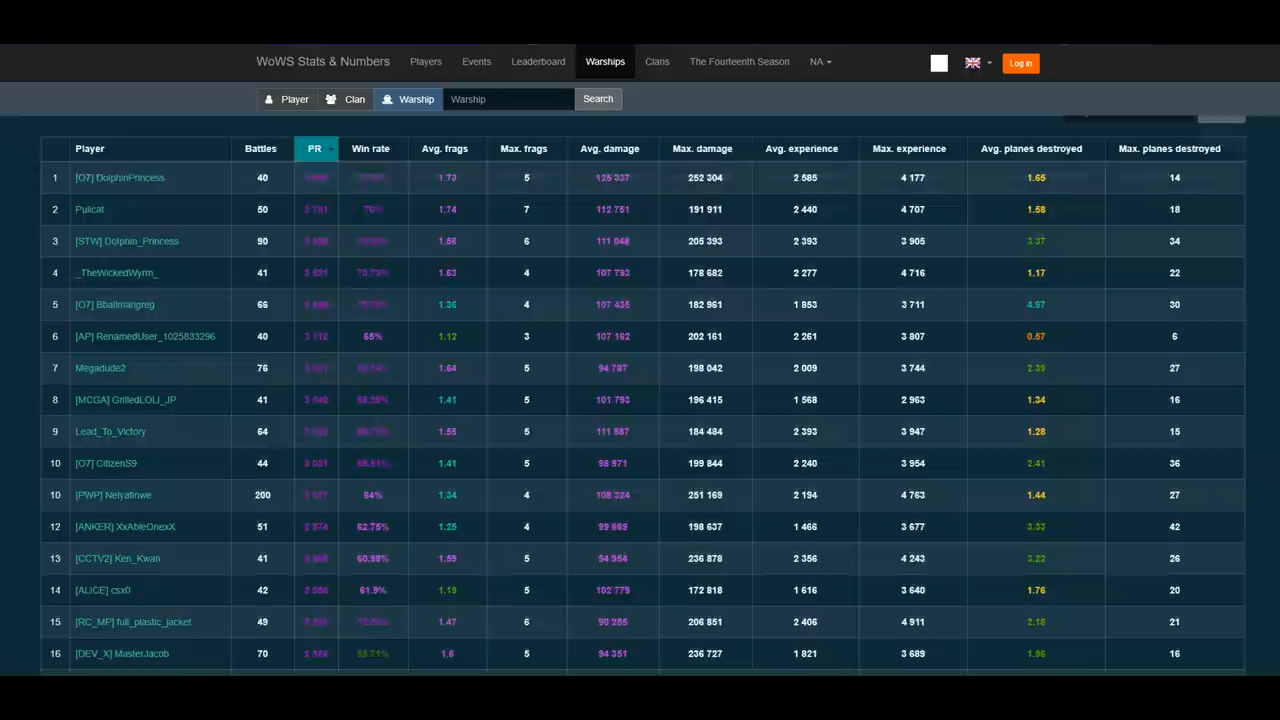 WoWS Stats & Numbers Players Events Leaderboard Warships Clans The Fourteenth Season NA Log in
Player Clan Warship Warship Search
Player Battles PR Win rate Avg. frags Max. frags Avg. damage Max. damage Avg. experience Max. experience Avg. planes destroyed Max. planes destroyed
1 [O7] DolphinPrincess 40 5 252 304 2 585 4 177 1.65 14
2 Pulicat 50 70% 1.74 7 112 751 191 911 2 440 4 707 1.58 18
3 [STW] Dolphin_Princess 90 1.56 6 111 048 205 393 2 393 3 905 3.37 34
4 _TheWickedWyrm_ 41 70.73% 1.63 4 107 793 178 682 2 277 4 716 1.17 22
5 [O7] Bballmangreg 66 1.36 4 107 435 182 961 1 853 3 711 4.97 30
6 [AP] RenamedUser_1025833296 40 3 112 65% 1.12 3 107 162 202 161 2 261 3 807 0.57 6
7 Megadude2 76 1.64 5 94 787 198 042 2 009 3 744 2.39 27
8 [MCGA] GrilledLOLI_JP 41 3 040 1.41 5 101 793 196 415 1 568 2 963 1.34 16
9 Lead_To_Victory 64 1.55 5 111 887 184 484 2 393 3 947 1.28 15
10 [O7] CitizenS9 44 3 031 1.41 5 199 844 2 240 3 954 2.41 36
10 [PWP] Nelyatinwe 200 64% 1.34 4 108 324 251 169 2 194 4 763 1.44 27
12 [ANKER] XxAbleOnexX 51 2 974 62.75% 1.25 4 99 669 198 637 1 466 3 677 3.33 42
13 [CCTV2] Ken_Kwan 41 60.98% 1.59 5 94 954 236 878 2 356 4 243 3.22 26
14 [ALICE] csx0 42 61.9% 1.19 5 102 779 172 818 1 616 3 640 1.76 20
15 [RC_MP] full_plastic_jacket 49 1.47 6 90 255 206 851 2 406 4 911 2.18 21
16 [DEV_X] MasterJacob 70 55.71% 1.6 5 94 351 236 727 1 821 3 689 1.96 16